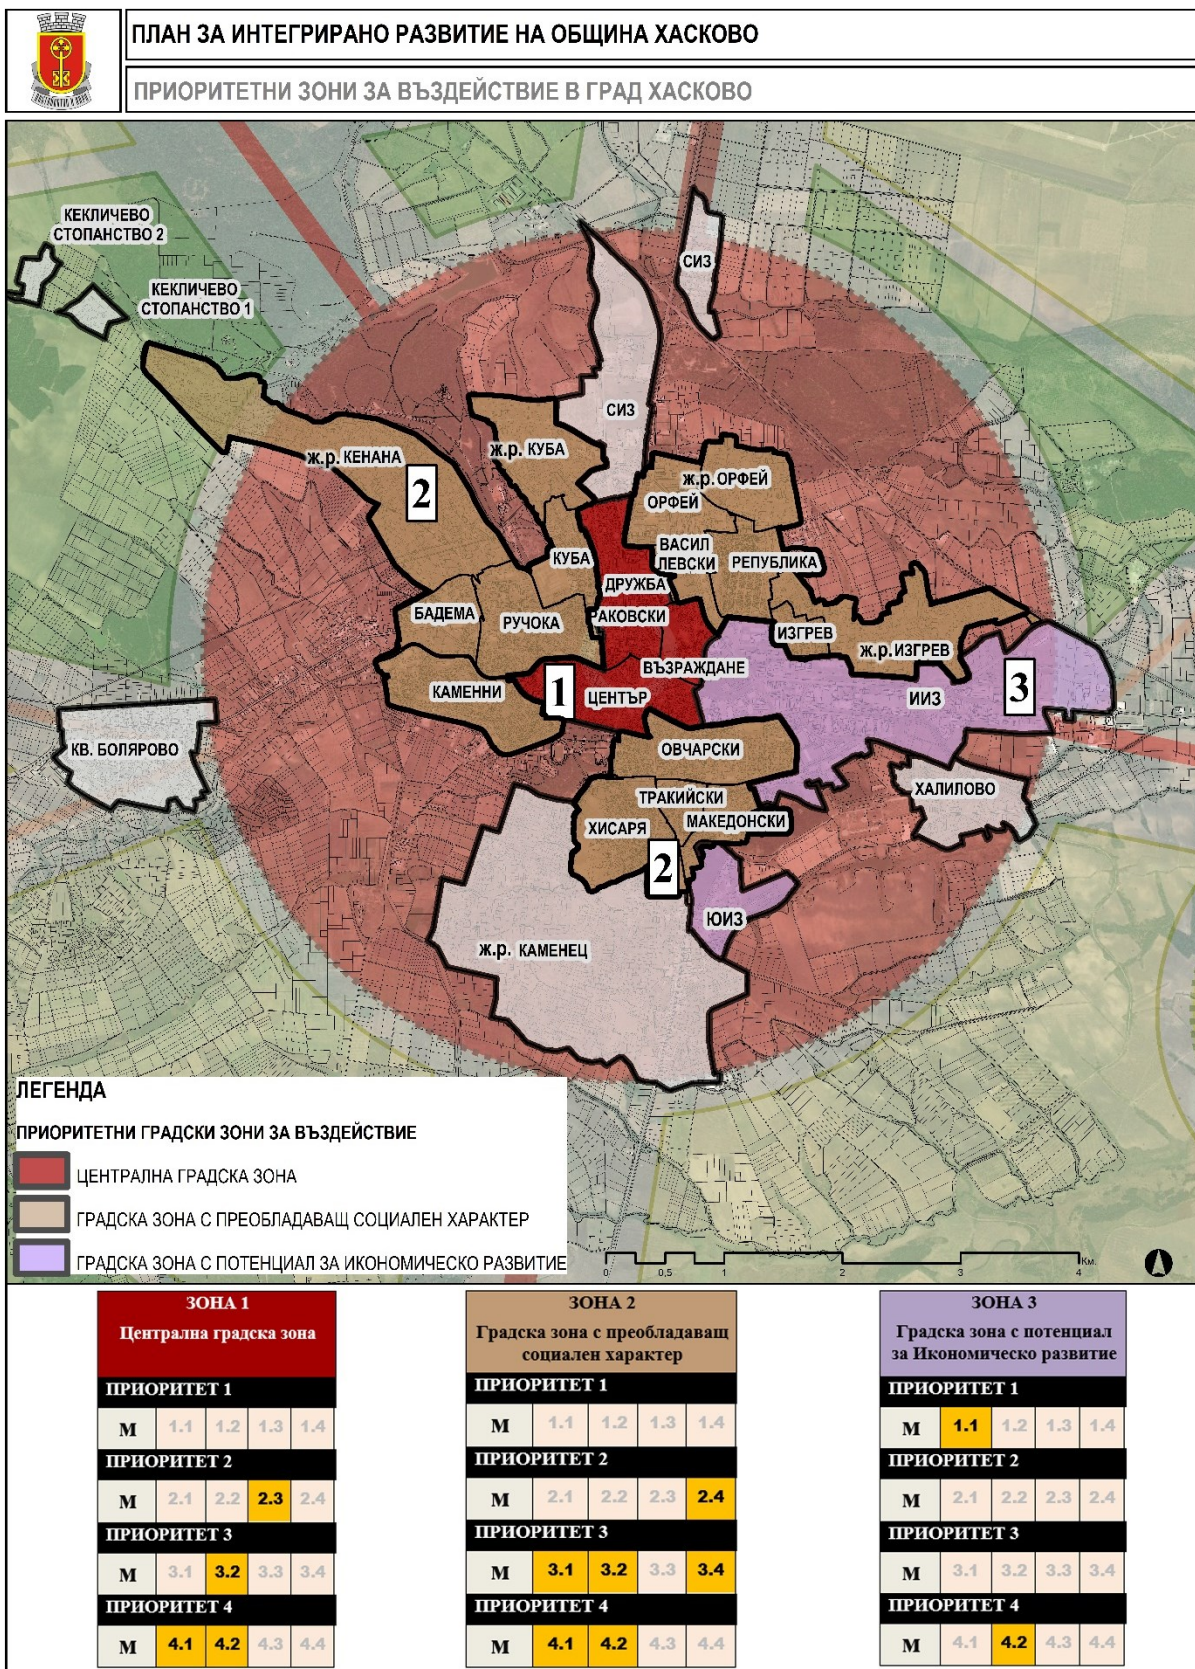 ПЛАН ЗА ИНТЕГРИРАНО РАЗВИТИЕ НА ОБЩИНА ХАСКОВО
ПРИОРИТЕТНИ ЗОНИ ЗА ВЪЗДЕЙСТВИЕ В ГРАД ХАСКОВО
КЕКЛИЧЕВО
СТОПАНСТВО 2
КЕКЛИЧЕВО
СТОПАНСТВО 1
СИЗ
СИЗ
ж.р. КУБА
ж.р. КЕНАНА
2
ж.р. ОРФЕЙ
ОРФЕЙ
ВАСИЛ
ЛЕВСКИ
РЕПУБЛИКА
КУБА
ДРУЖБА
БАДЕМА
РУЧОКА
РАКОВСКИ
ИЗГРЕВ
ж.р. ИЗГРЕВ
ВЪЗРАЖДАНЕ
КАМЕННИ
1
ЦЕНТЪР
ИИЗ
3
КВ. БОЛЯРОВО
ОВЧАРСКИ
ХАЛИЛОВО
ТРАКИЙСКИ
МАКЕДОНСКИ
ХИСАРЯ
2
ЮИЗ
ж.р. КАМЕНЕЦ
ЛЕГЕНДА
ПРИОРИТЕТНИ ГРАДСКИ ЗОНИ ЗА ВЪЗДЕЙСТВИЕ
ЦЕНТРАЛНА ГРАДСКА ЗОНА
ГРАДСКА ЗОНА С ПРЕОБЛАДАВАЩ СОЦИАЛЕН ХАРАКТЕР
ГРАДСКА ЗОНА С ПОТЕНЦИАЛ ЗА ИКОНОМИЧЕСКО РАЗВИТИЕ
0 0,5 1 2 3 4 Км.
ЗОНА 1
Централна градска зона
ПРИОРИТЕТ 1
М 1.1 1.2 1.3 1.4
ПРИОРИТЕТ 2
М 2.1 2.2 2.3 2.4
ПРИОРИТЕТ 3
М 3.1 3.2 3.3 3.4
ПРИОРИТЕТ 4
М 4.1 4.2 4.3 4.4
ЗОНА 2
Градска зона с преобладаващ
социален характер
ПРИОРИТЕТ 1
М 1.1 1.2 1.3 1.4
ПРИОРИТЕТ 2
М 2.1 2.2 2.3 2.4
ПРИОРИТЕТ 3
М 3.1 3.2 3.3 3.4
ПРИОРИТЕТ 4
М 4.1 4.2 4.3 4.4
ЗОНА 3
Градска зона с потенциал
за Икономическо развитие
ПРИОРИТЕТ 1
М 1.1 1.2 1.3 1.4
ПРИОРИТЕТ 2
М 2.1 2.2 2.3 2.4
ПРИОРИТЕТ 3
М 3.1 3.2 3.3 3.4
ПРИОРИТЕТ 4
М 4.1 4.2 4.3 4.4